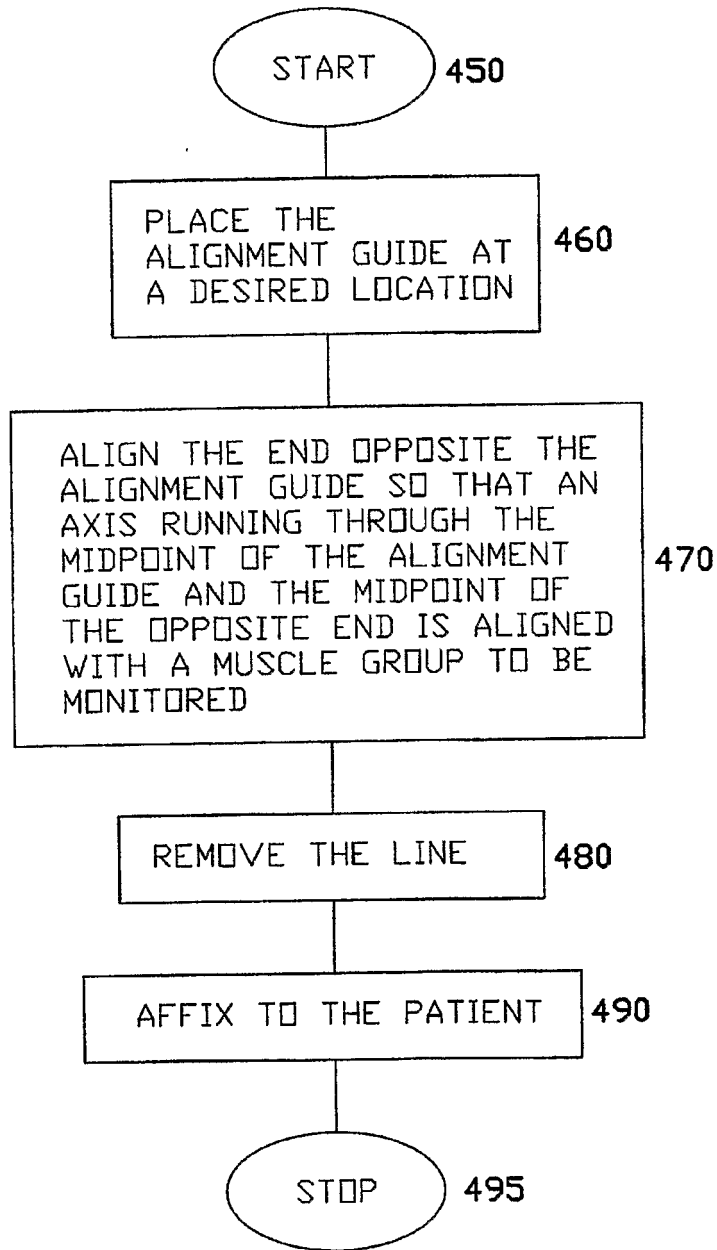 START 450
PLACE THE
ALIGNMENT GUIDE AT
A DESIRED LOCATION
460
ALIGN THE END OPPOSITE THE
ALIGNMENT GUIDE SO THAT AN
AXIS RUNNING THROUGH THE
MIDPOINT OF THE ALIGNMENT
GUIDE AND THE MIDPOINT OF
THE OPPOSITE END IS ALIGNED
WITH A MUSCLE GROUP TO BE
MONITORED
470
REMOVE THE LINE 480
AFFIX TO THE PATIENT 490
STOP 495